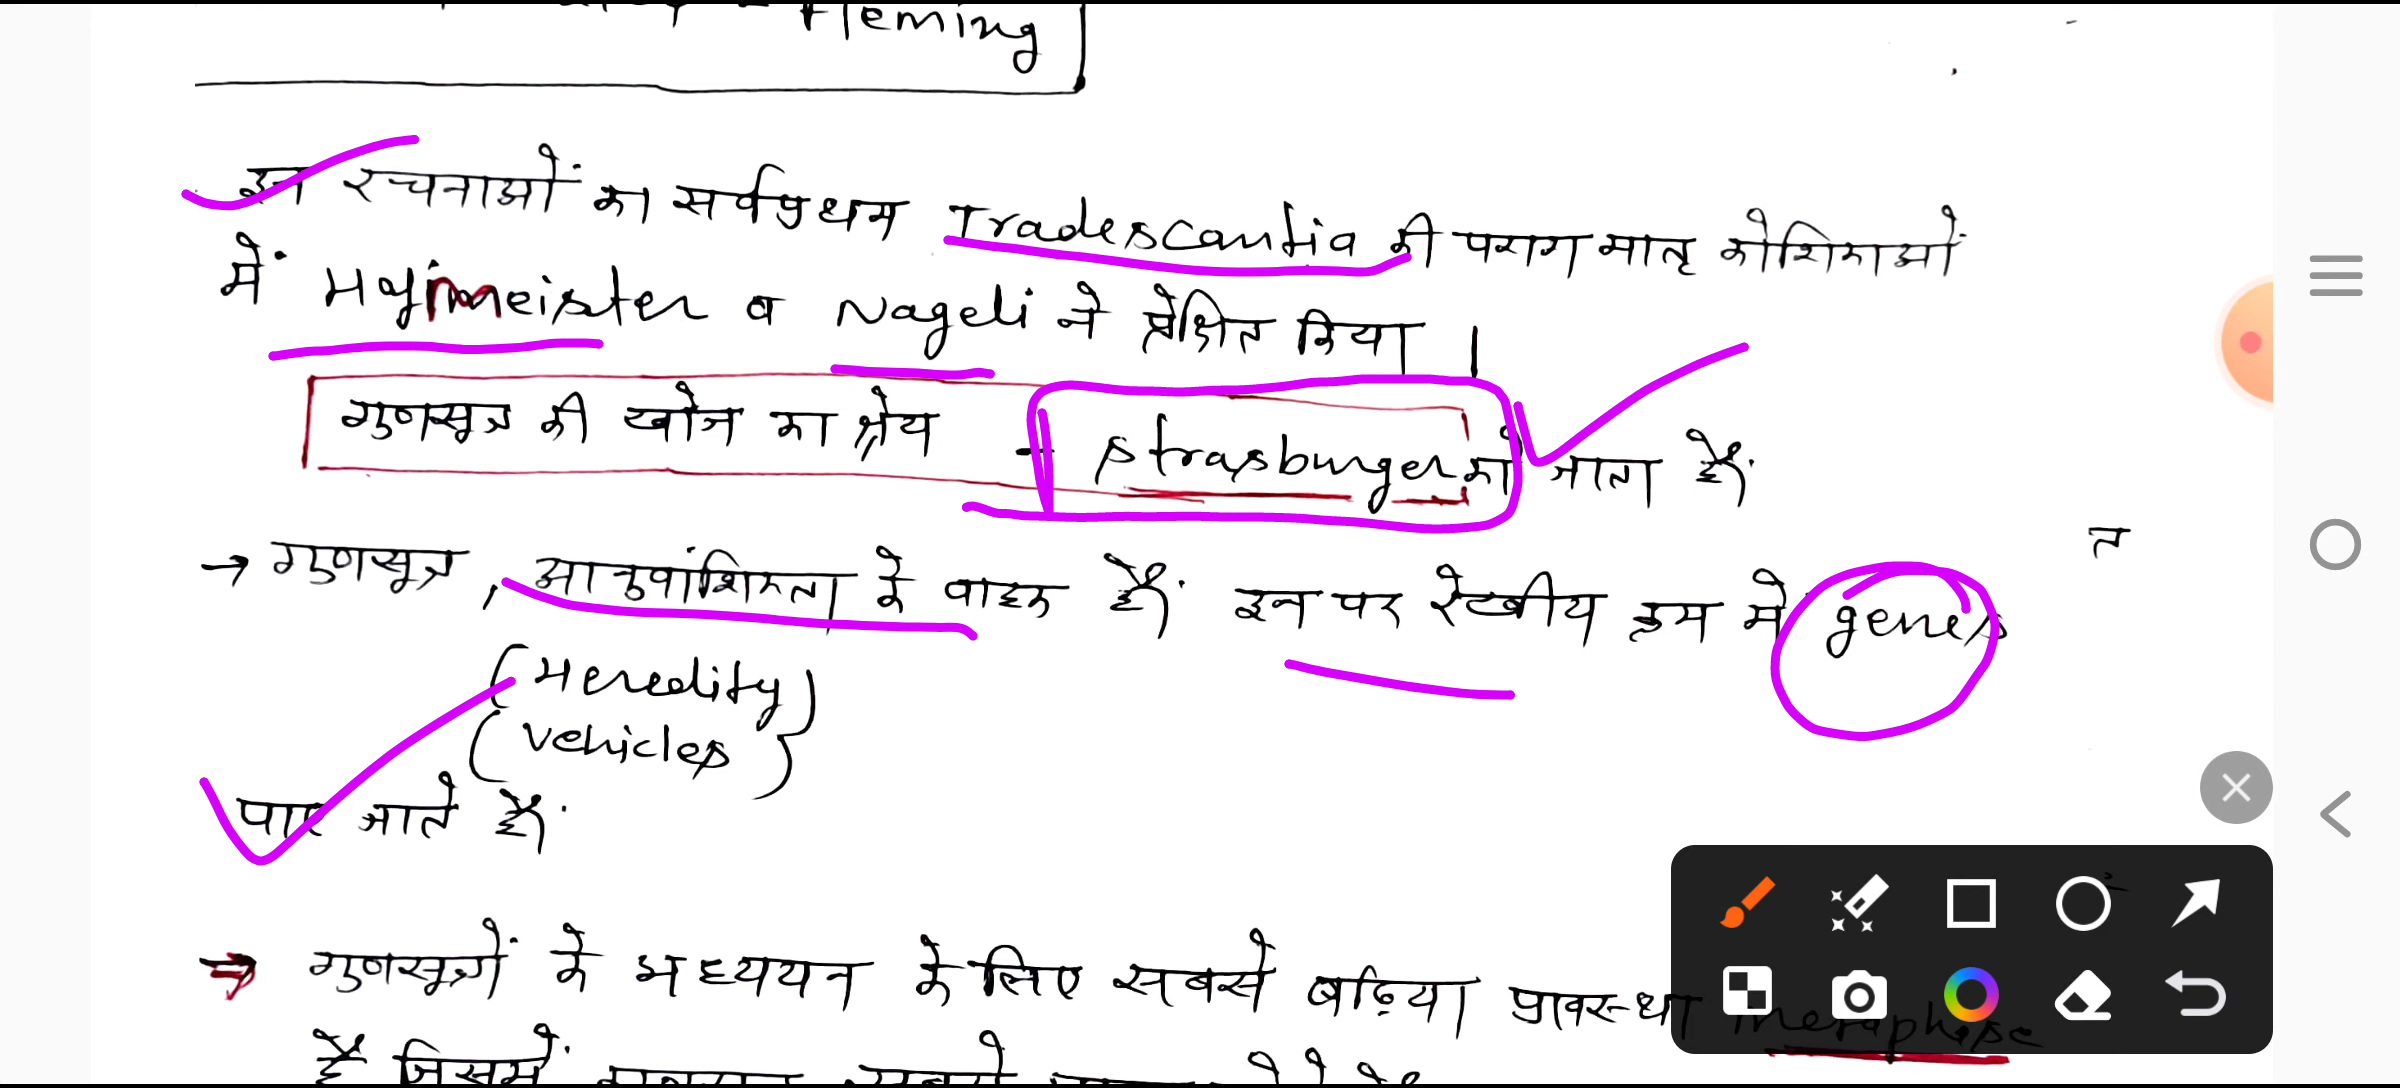 Fleming
इन रचनाओं का सर्वप्रथम Tradescantia की पराग मातृ कोशिकाओं
में Hofmeister व Nageli ने प्रेक्षित किया |
गुणसूत्र की खोज का श्रेय - strasburger को जाता है।
त
→ गुणसूत्र, आनुवांशिकता के वाहक हैं। इन पर रेखीय क्रम में genes
(Heredity)
(vehicles)
पाए जाते हैं।
→ गुणसूत्रों के अध्ययन के लिए सबसे बढ़िया प्रावस्था metaphase
है जिसमें